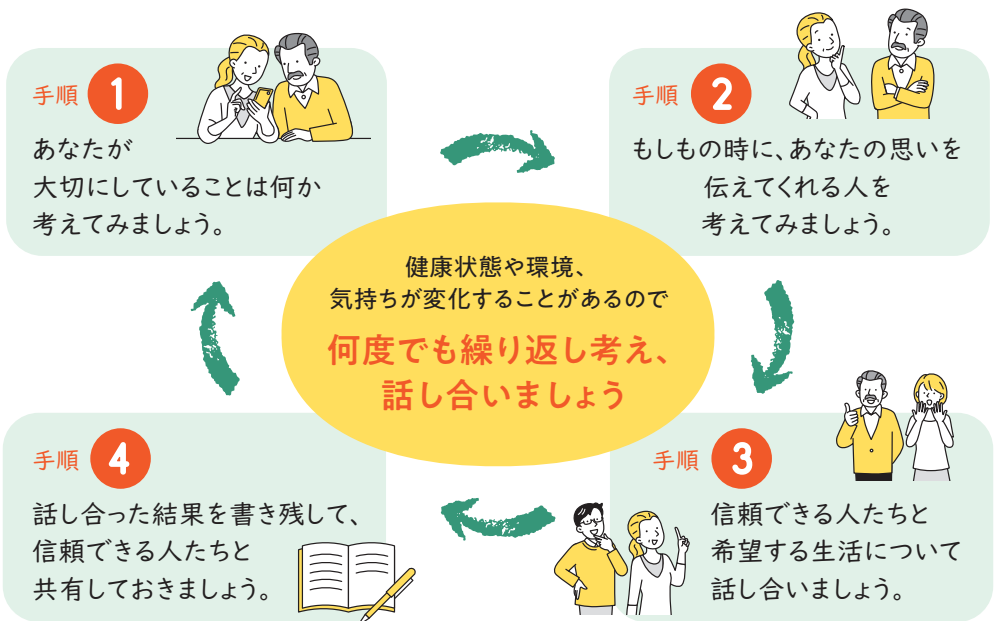 手順 1
あなたが
大切にしていることは何か
考えてみましょう。
手順 2
もしもの時に、あなたの思いを
伝えてくれる人を
考えてみましょう。
健康状態や環境、
気持ちが変化することがあるので
何度でも繰り返し考え、
話し合いましょう
手順 3
信頼できる人たちと
希望する生活について
話し合いましょう。
手順 4
話し合った結果を書き残して、
信頼できる人たちと
共有しておきましょう。